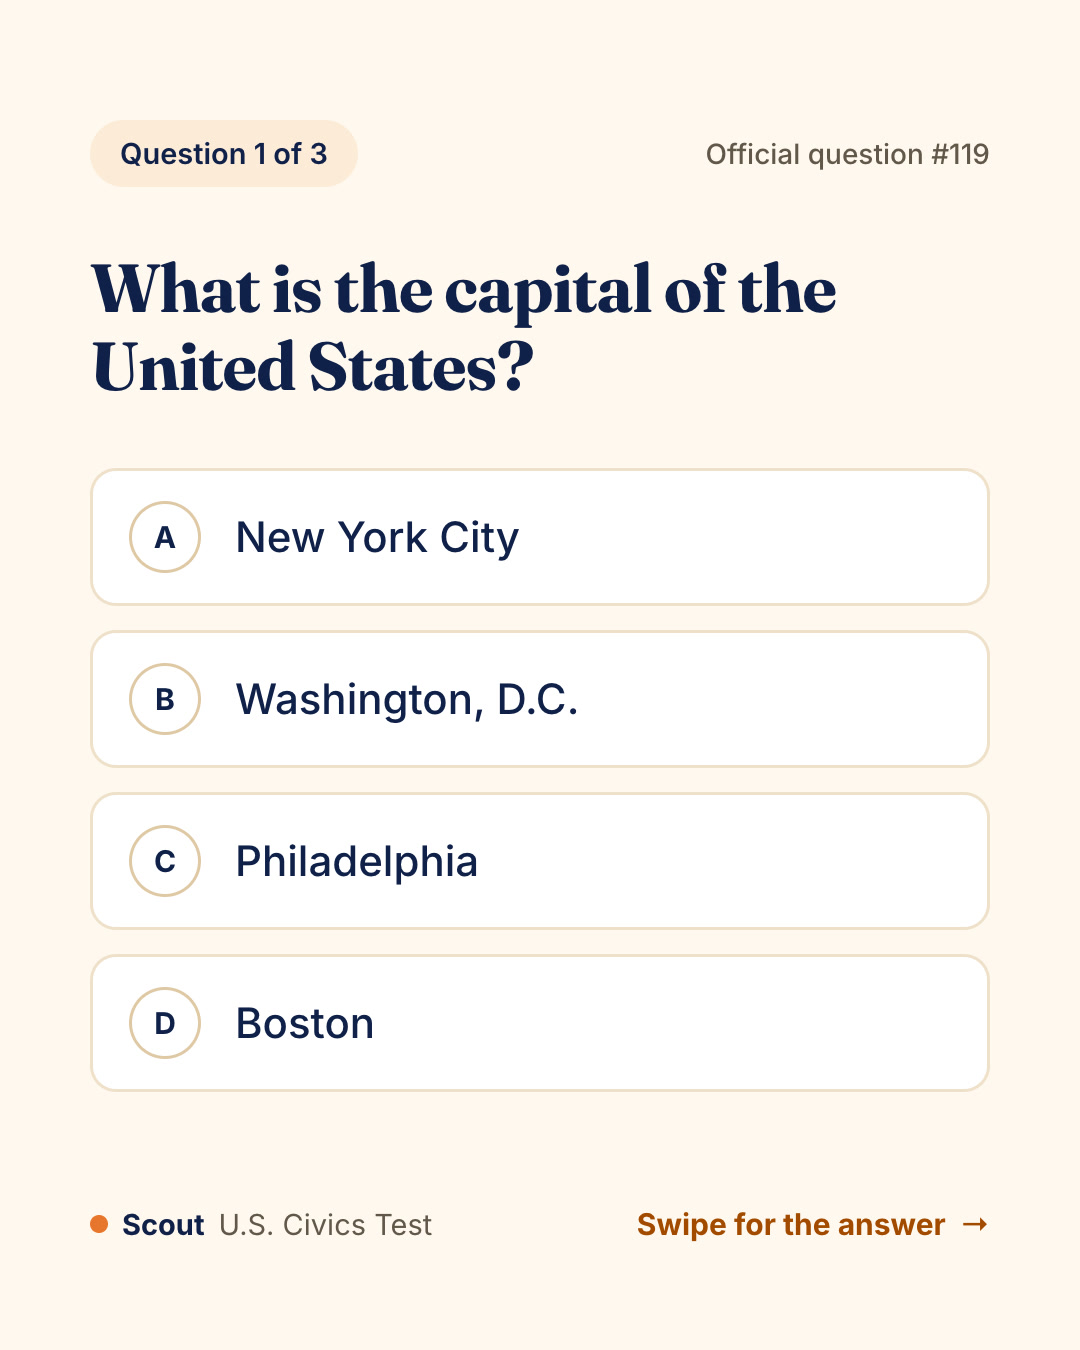 Question 1 of 3
Official question #119
What is the capital of the
United States?
A New York City
B Washington, D.C.
C Philadelphia
D Boston
Scout U.S. Civics Test
Swipe for the answer →